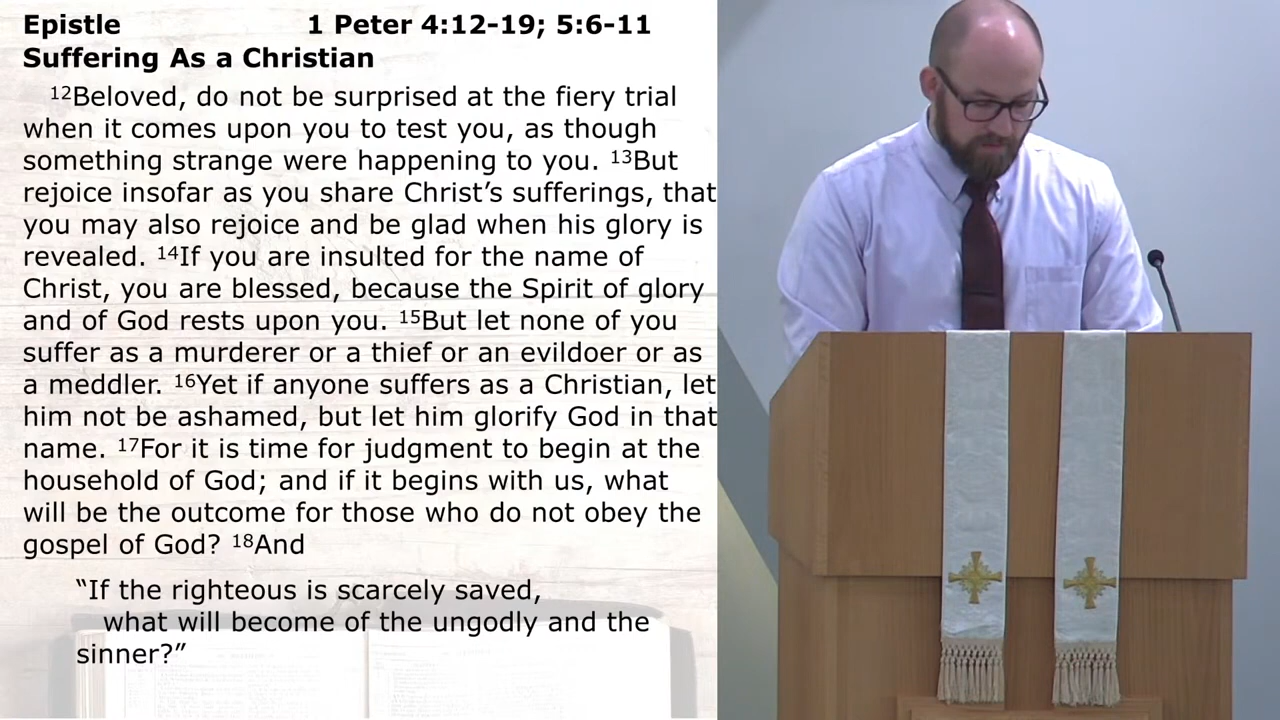 Epistle 1 Peter 4:12-19; 5:6-11
Suffering As a Christian
12Beloved, do not be surprised at the fiery trial
when it comes upon you to test you, as though
something strange were happening to you. 13But
rejoice insofar as you share Christ’s sufferings, that
you may also rejoice and be glad when his glory is
revealed. 14If you are insulted for the name of
Christ, you are blessed, because the Spirit of glory
and of God rests upon you. 15But let none of you
suffer as a murderer or a thief or an evildoer or as
a meddler. 16Yet if anyone suffers as a Christian, let
him not be ashamed, but let him glorify God in that
name. 17For it is time for judgment to begin at the
household of God; and if it begins with us, what
will be the outcome for those who do not obey the
gospel of God? 18And
“If the righteous is scarcely saved,
what will become of the ungodly and the
sinner?”